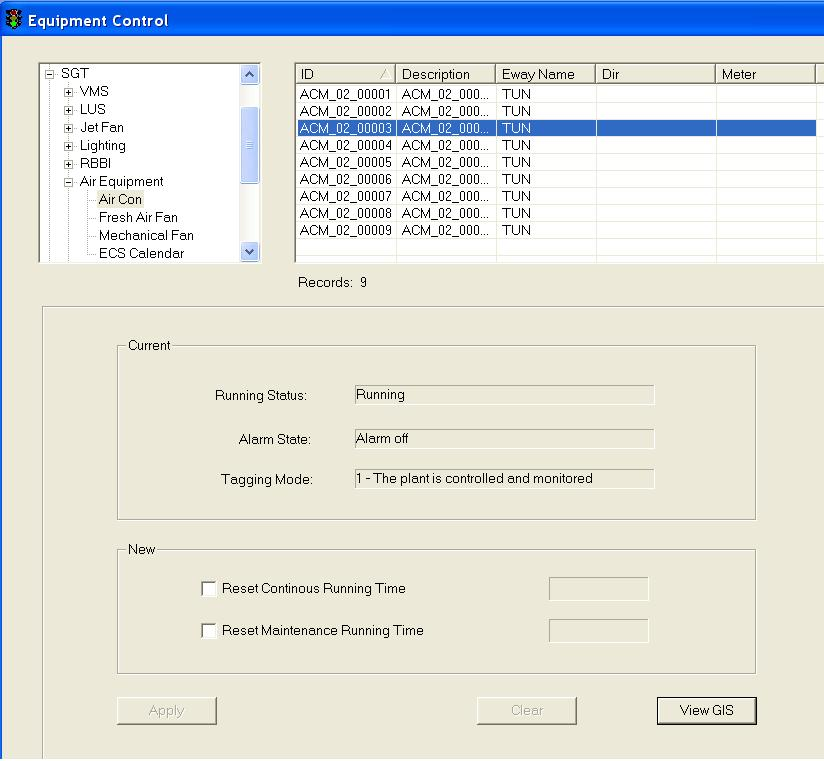 Equipment Control
SGT
VMS
LUS
Jet Fan
Lighting
RBBI
Air Equipment
Air Con
Fresh Air Fan
Mechanical Fan
ECS Calendar
ID Description Eway Name Dir Meter
ACM_02_00001 ACM_02_000... TUN
ACM_02_00002 ACM_02_000... TUN
ACM_02_00003 ACM_02_000... TUN
ACM_02_00004 ACM_02_000... TUN
ACM_02_00005 ACM_02_000... TUN
ACM_02_00006 ACM_02_000... TUN
ACM_02_00007 ACM_02_000... TUN
ACM_02_00008 ACM_02_000... TUN
ACM_02_00009 ACM_02_000... TUN
Records: 9
Current
Running Status: Running
Alarm State: Alarm off
Tagging Mode: 1 - The plant is controlled and monitored
New
Reset Continous Running Time
Reset Maintenance Running Time
Apply Clear View GIS